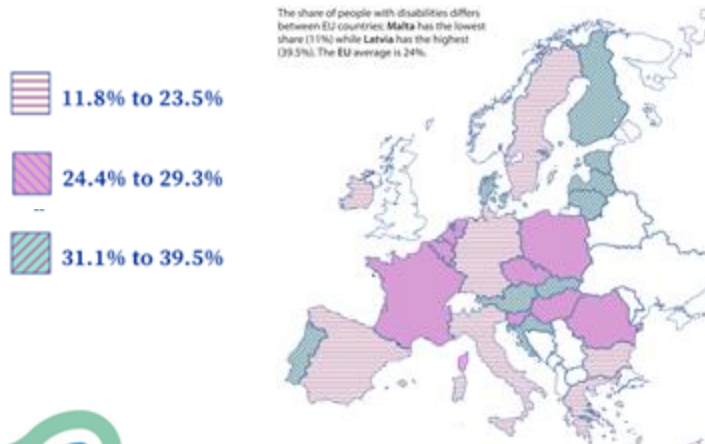 The share of people with disabilities differs
between EU countries: Malta has the lowest
share (11%) while Latvia has the highest
(39.5%). The EU average is 24%.
11.8% to 23.5%
24.4% to 29.3%
--
31.1% to 39.5%